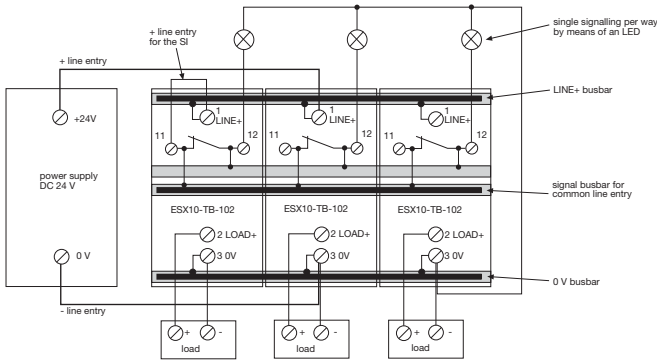 + line entry
for the SI
single signalling per way
by means of an LED
+ line entry
LINE+ busbar
+24V
1
LINE+
1
LINE+
1
LINE+
11
12
11
12
11
12
power supply
DC 24 V
signal busbar for
common line entry
ESX10-TB-102
ESX10-TB-102
ESX10-TB-102
2 LOAD+
2 LOAD+
2 LOAD+
0 V
3 0V
3 0V
3 0V
0 V busbar
- line entry
+ -
load
+ -
load
+ -
load